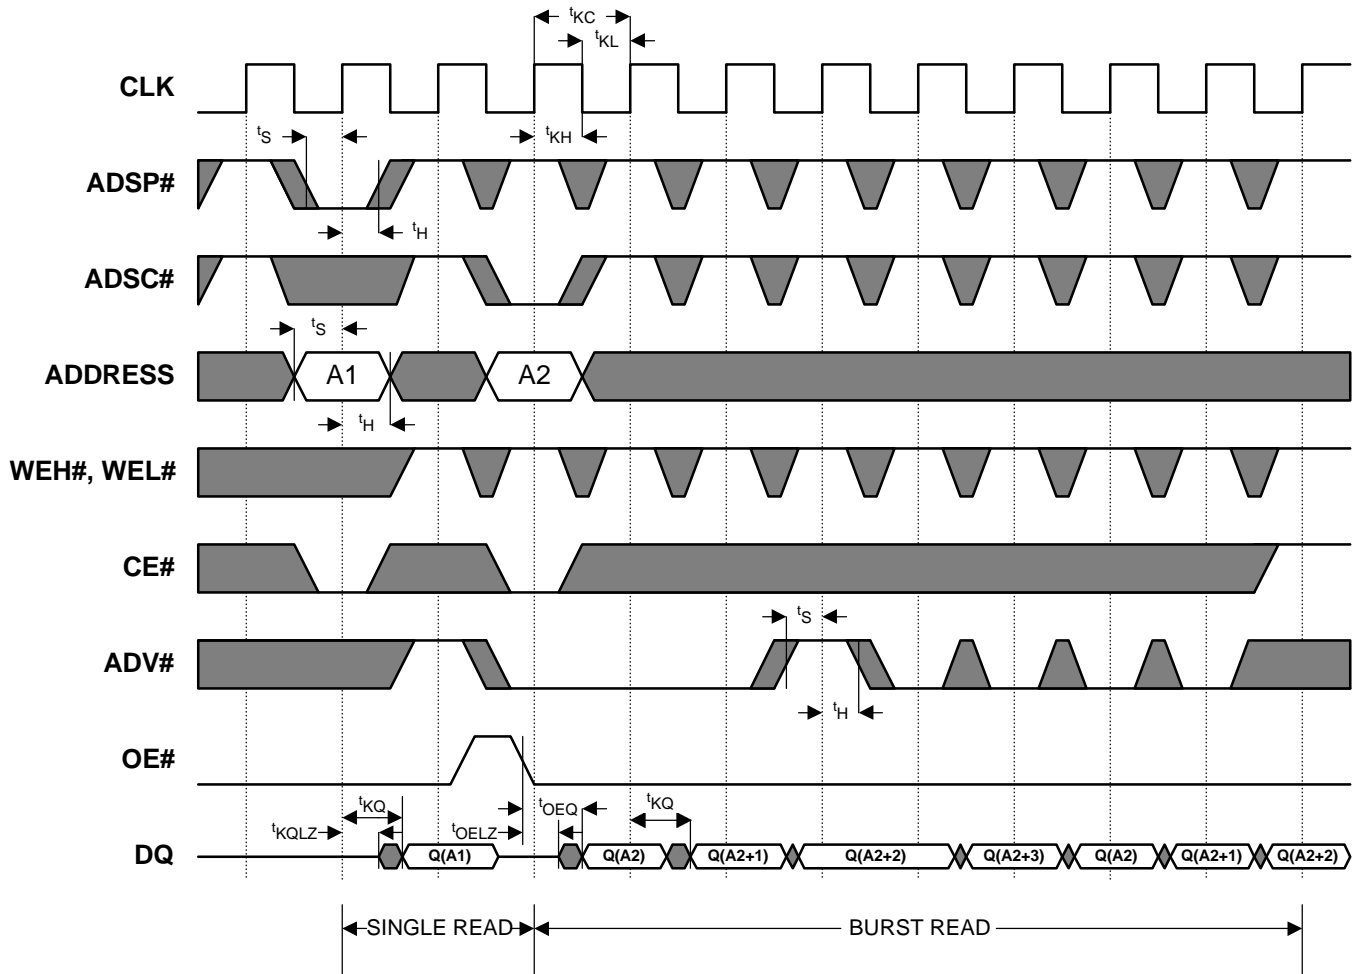 tKC
tKL
CLK
tS
tKH
ADSP#
tH
ADSC#
tS
ADDRESS A1 A2
tH
WEH#, WEL#
CE#
tS
ADV#
tH
OE#
tKQ tOEQ tKQ
tKQLZ tOELZ
DQ Q(A1) Q(A2) Q(A2+1) Q(A2+2) Q(A2+3) Q(A2) Q(A2+1) Q(A2+2)
SINGLE READ BURST READ